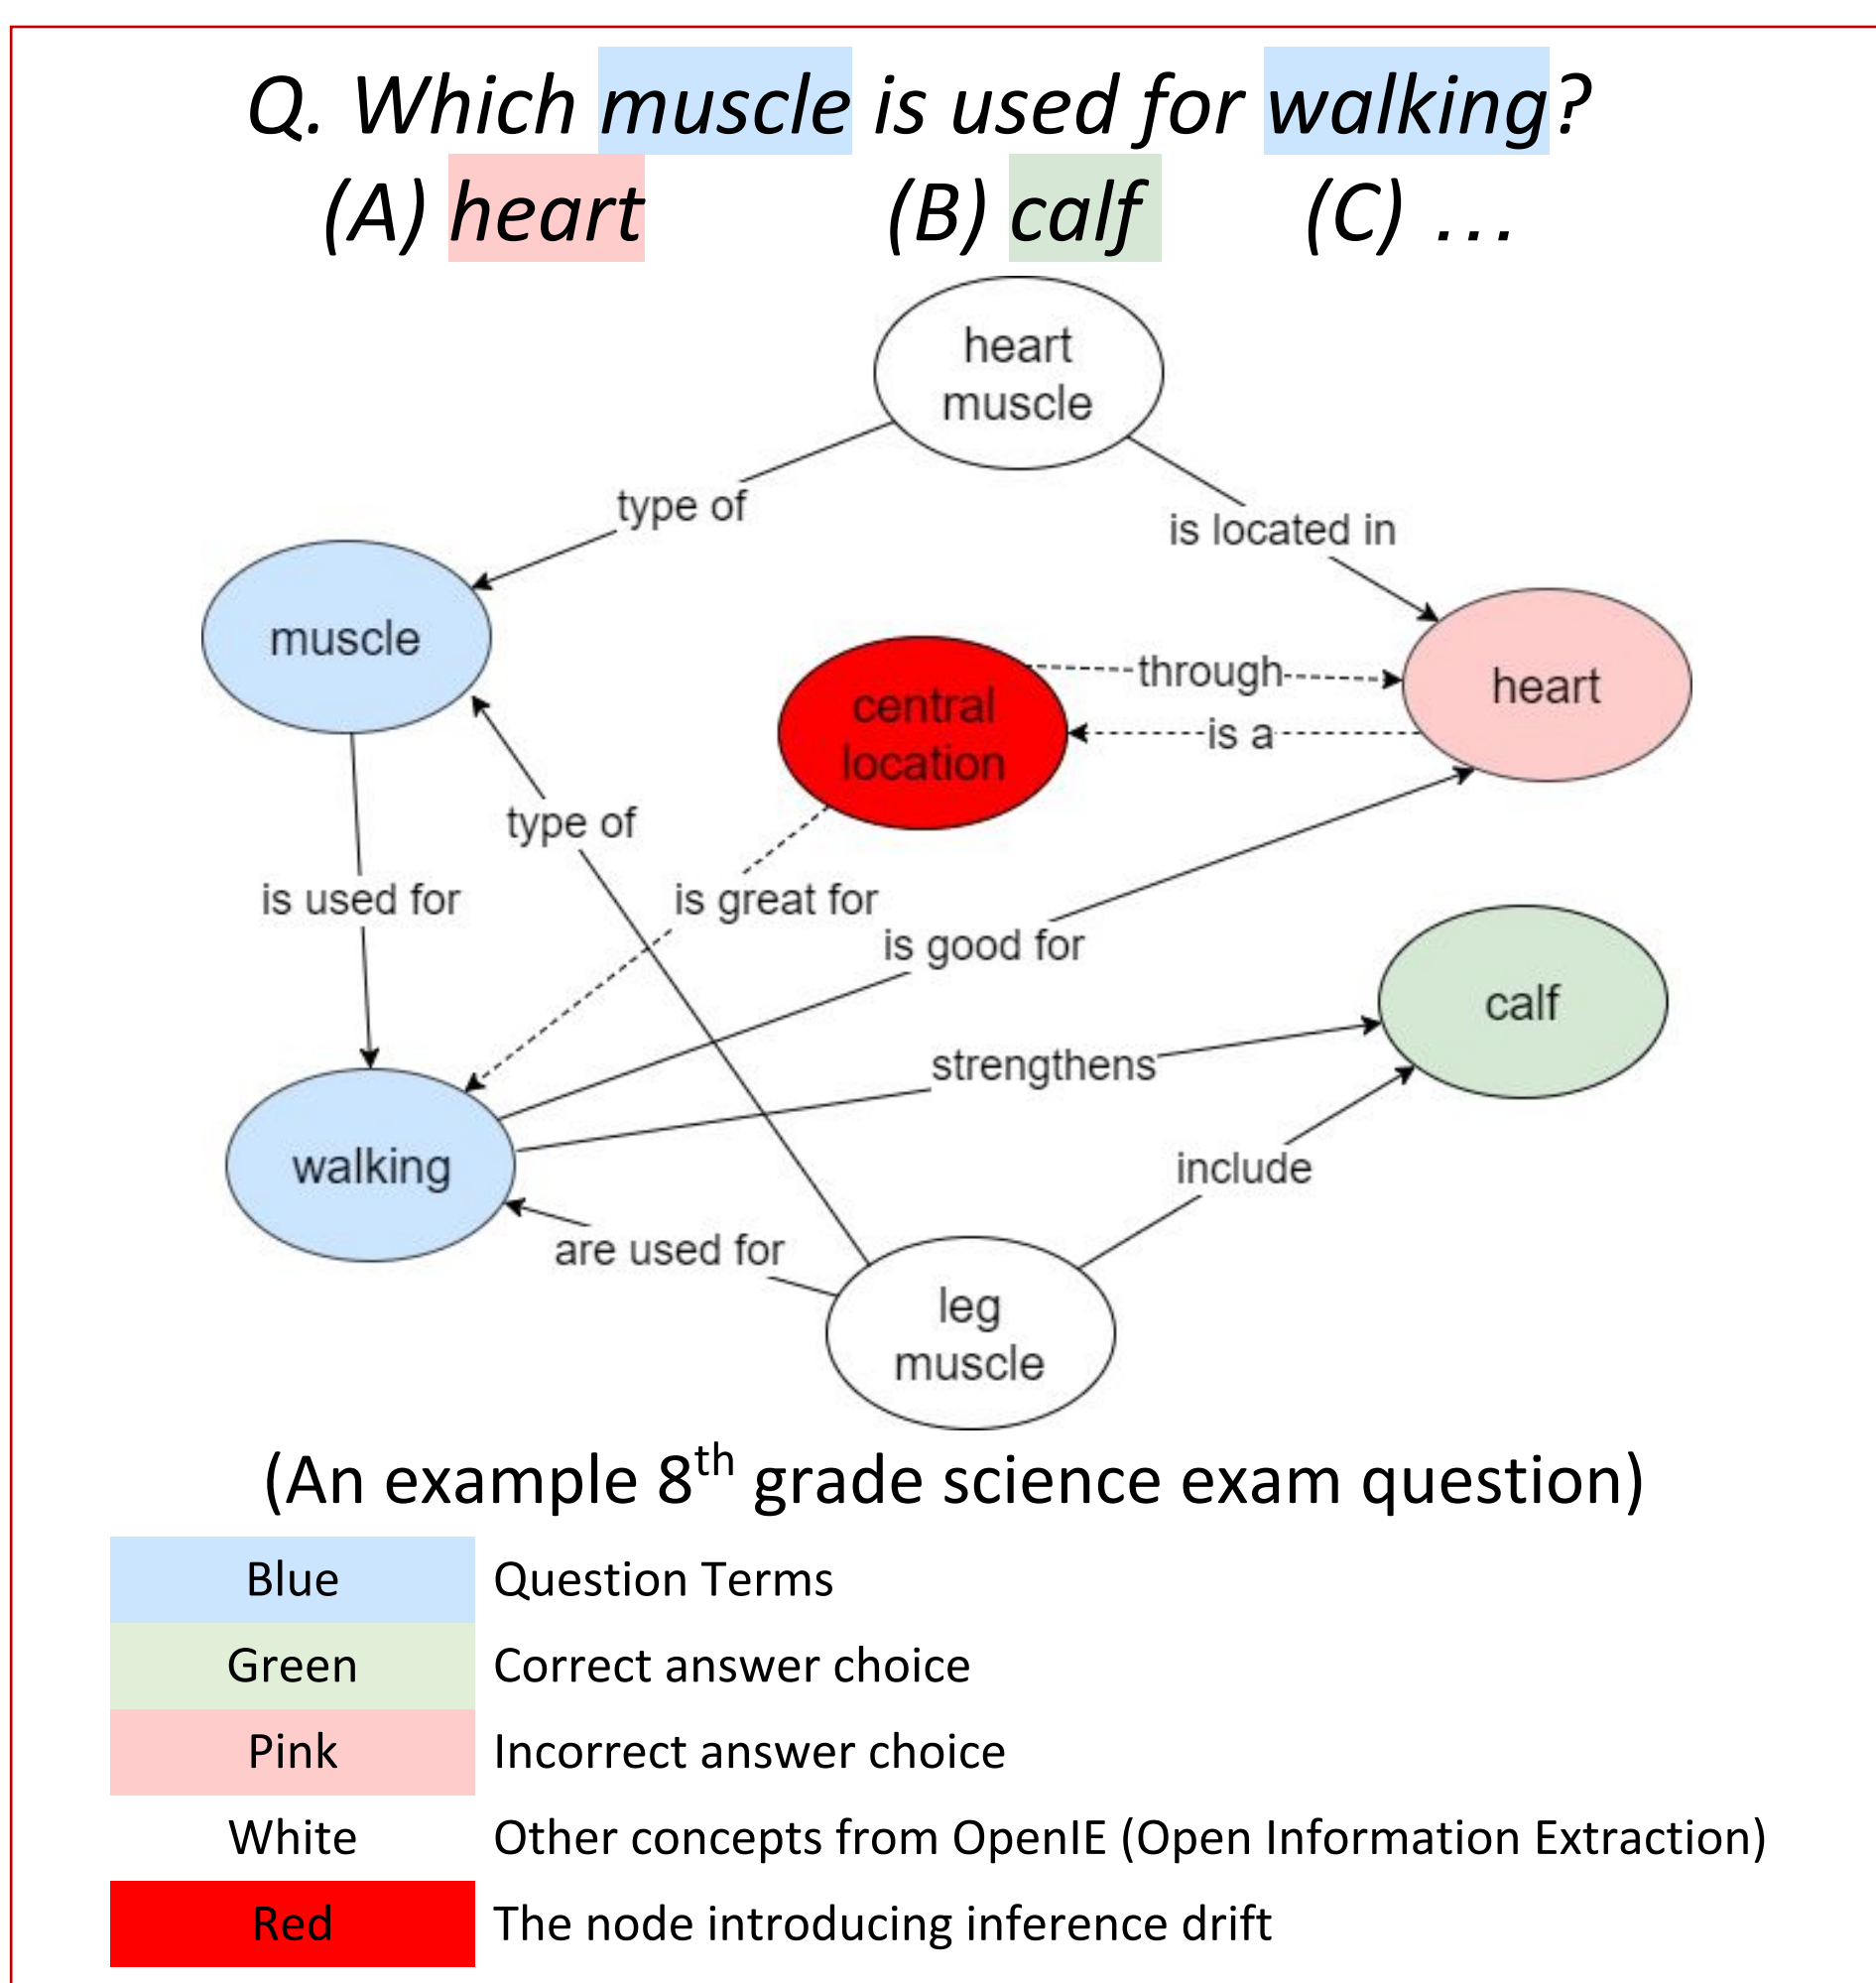 Q. Which muscle is used for walking?
(A) heart (B) calf (C) ...
heart
muscle
type of
is located in
muscle
through
heart
central
location
is a
type of
is used for
is great for
is good for
calf
strengthens
walking
include
are used for
leg
muscle
(An example 8th grade science exam question)
Blue Question Terms
Green Correct answer choice
Pink Incorrect answer choice
White Other concepts from OpenIE (Open Information Extraction)
Red The node introducing inference drift